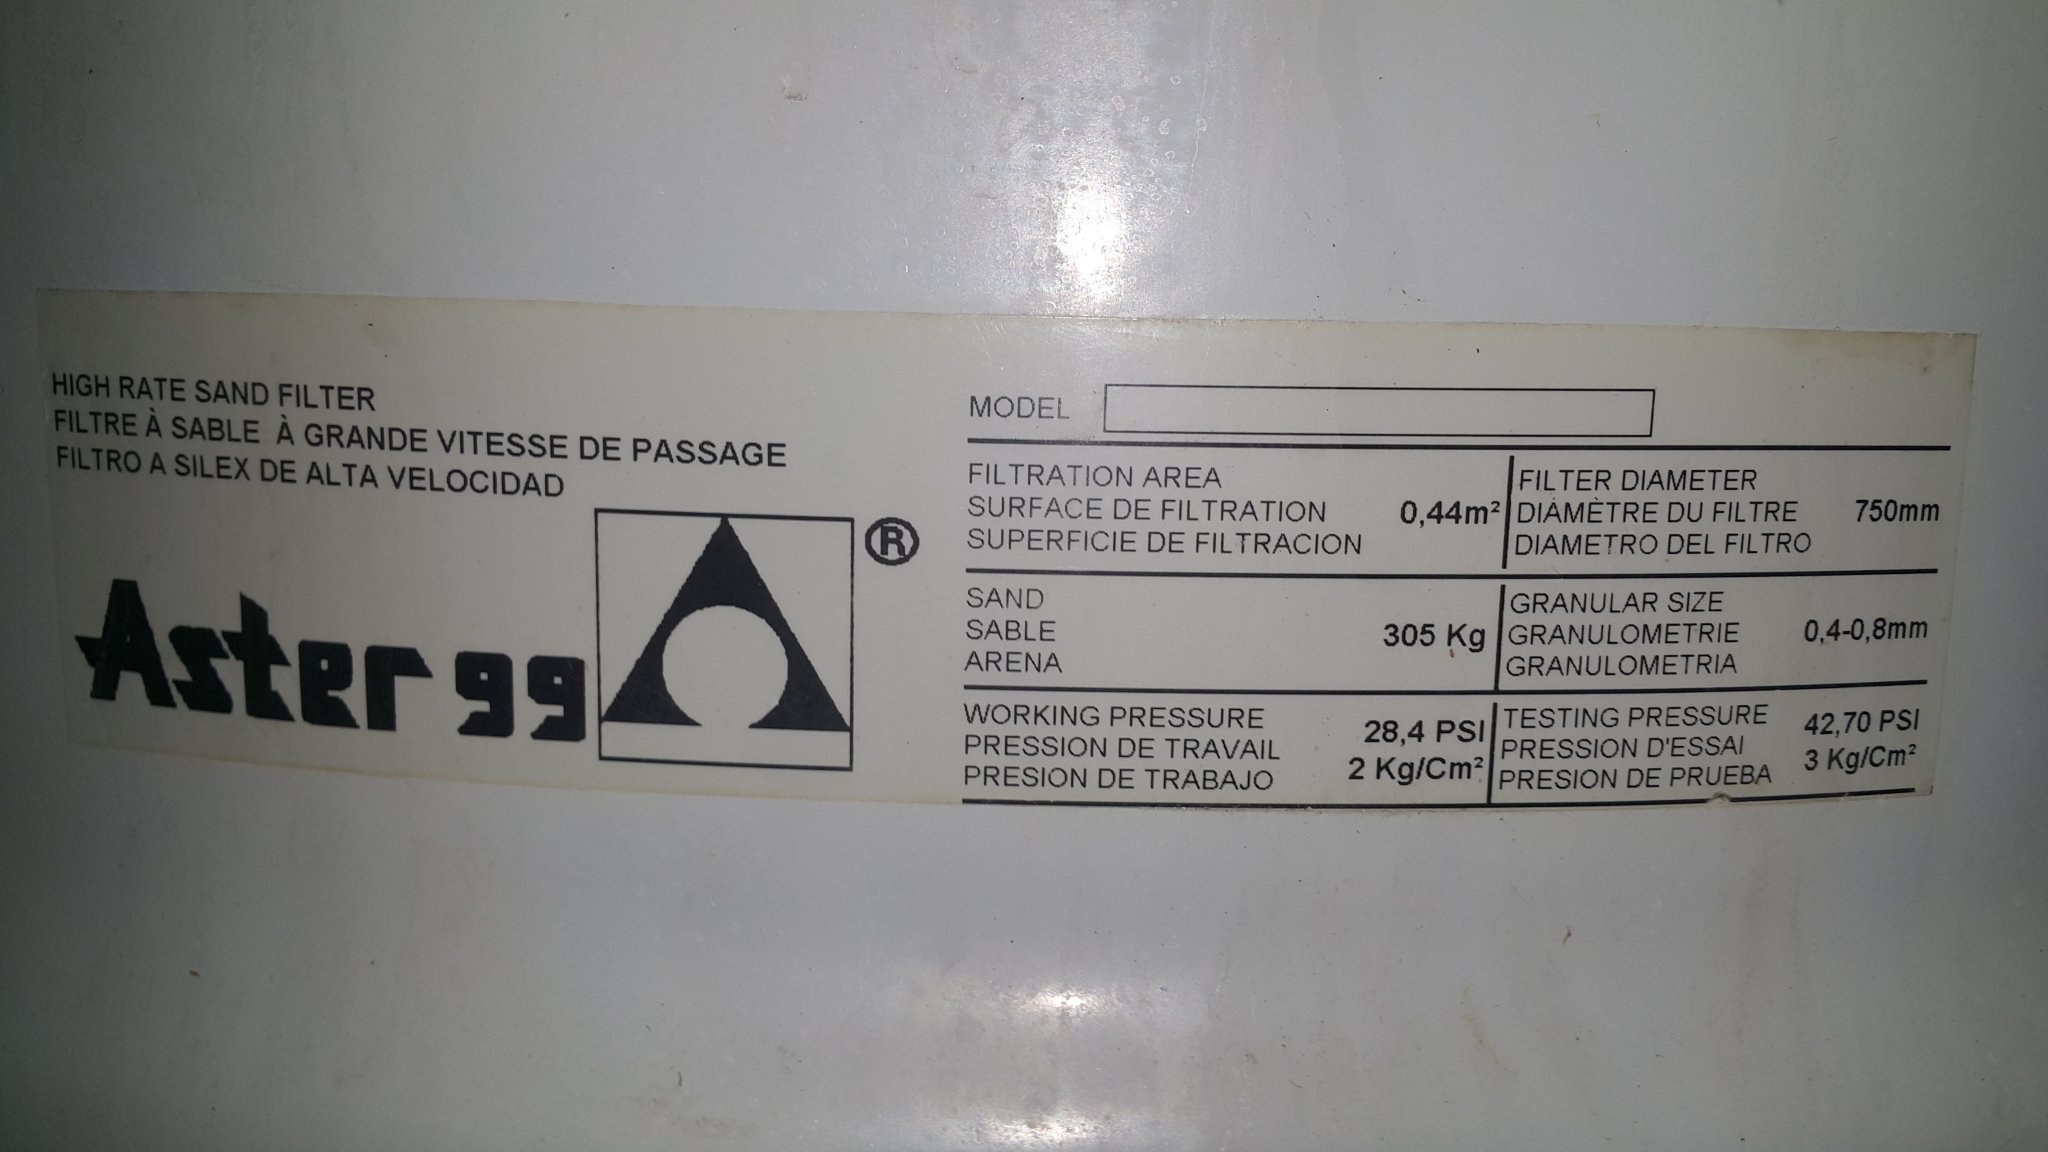 HIGH RATE SAND FILTER
FILTRE À SABLE À GRANDE VITESSE DE PASSAGE
FILTRO A SILEX DE ALTA VELOCIDAD
Aster 99 ®
MODEL
FILTRATION AREA
SURFACE DE FILTRATION 0,44m²
SUPERFICIE DE FILTRACION
FILTER DIAMETER
DIAMÈTRE DU FILTRE 750mm
DIAMETRO DEL FILTRO
SAND
SABLE 305 Kg
ARENA
GRANULAR SIZE
GRANULOMETRIE 0,4-0,8mm
GRANULOMETRIA
WORKING PRESSURE 28,4 PSI
PRESSION DE TRAVAIL
PRESION DE TRABAJO 2 Kg/Cm²
TESTING PRESSURE 42,70 PSI
PRESSION D'ESSAI 3 Kg/Cm²
PRESION DE PRUEBA